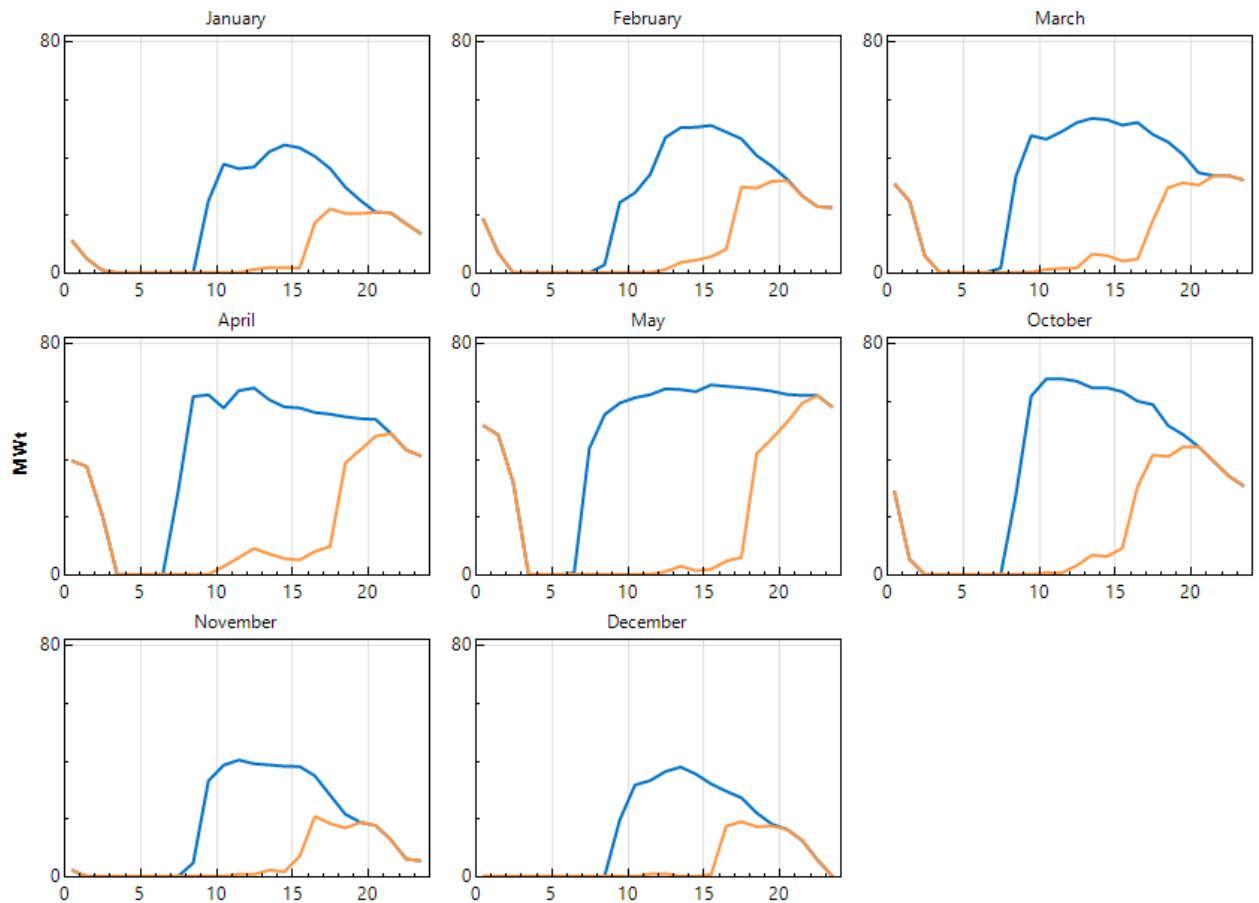 January February March
80 80 80
0 0 0
0 5 10 15 20 0 5 10 15 20 0 5 10 15 20
April May October
80 80 80
MWt
0 0 0
0 5 10 15 20 0 5 10 15 20 0 5 10 15 20
November December
80 80
0 0
0 5 10 15 20 0 5 10 15 20